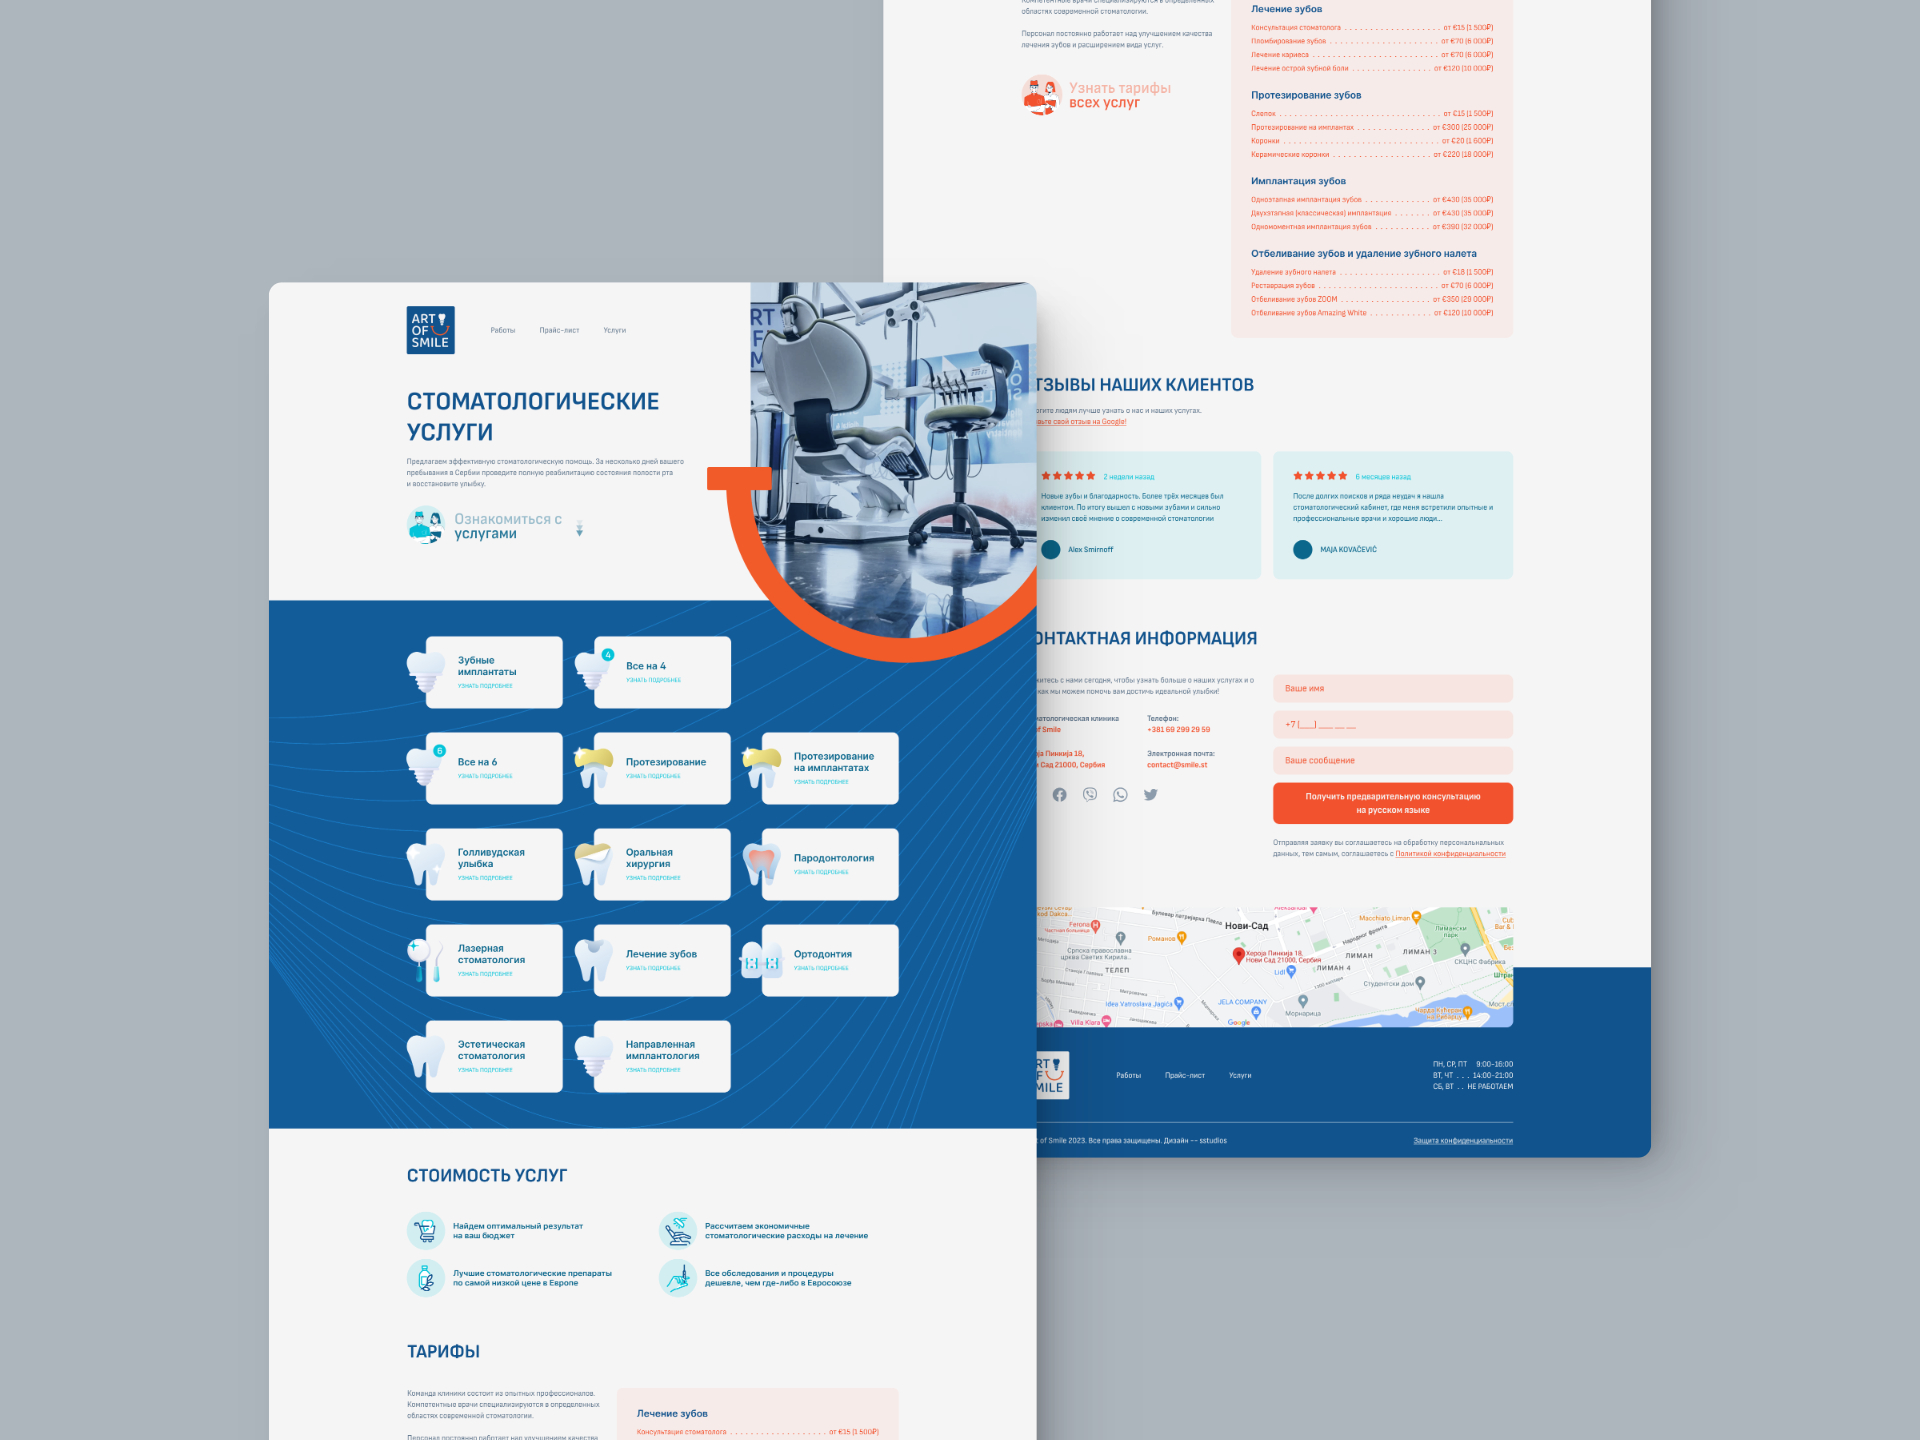 ART
OF
SMILE
Работы
Прайс-лист
Услуги
СТОМАТОЛОГИЧЕСКИЕ
УСЛУГИ
Предлагаем эффективную стоматологическую помощь. За несколько дней вашего
пребывания в Сербии проведите полную реабилитацию состояния полости рта
и восстановите улыбку.
Ознакомиться с
услугами
Зубные
имплантаты
УЗНАТЬ ПОДРОБНЕЕ
4
Все на 4
УЗНАТЬ ПОДРОБНЕЕ
6
Все на 6
УЗНАТЬ ПОДРОБНЕЕ
Протезирование
УЗНАТЬ ПОДРОБНЕЕ
Протезирование
на имплантатах
УЗНАТЬ ПОДРОБНЕЕ
Голливудская
улыбка
УЗНАТЬ ПОДРОБНЕЕ
Оральная
хирургия
УЗНАТЬ ПОДРОБНЕЕ
Пародонтология
УЗНАТЬ ПОДРОБНЕЕ
Лазерная
стоматология
УЗНАТЬ ПОДРОБНЕЕ
Лечение зубов
УЗНАТЬ ПОДРОБНЕЕ
Ортодонтия
УЗНАТЬ ПОДРОБНЕЕ
Эстетическая
стоматология
УЗНАТЬ ПОДРОБНЕЕ
Направленная
имплантология
УЗНАТЬ ПОДРОБНЕЕ
СТОИМОСТЬ УСЛУГ
Найдем оптимальный результат
на ваш бюджет
Рассчитаем экономичные
стоматологические расходы на лечение
Лучшие стоматологические препараты
по самой низкой цене в Европе
Все обследования и процедуры
дешевле, чем где-либо в Евросоюзе
ТАРИФЫ
Команда клиники состоит из опытных профессионалов.
Компетентные врачи специализируются в определенных
областях современной стоматологии.
Персонал постоянно работает над улучшением качества
Лечение зубов
Консультация стоматолога . . . . . . . . . . . . . . . . . . . от €15 (1 500₽)
Компетентные врачи специализируются в определенных
областях современной стоматологии.
Персонал постоянно работает над улучшением качества
лечения зубов и расширением вида услуг.
Узнать тарифы
всех услуг
Лечение зубов
Консультация стоматолога . . . . . . . . . . . . . . . . . . . от €15 (1 500₽)
Пломбирование зубов . . . . . . . . . . . . . . . . . . . . . . от €70 (6 000₽)
Лечение кариеса . . . . . . . . . . . . . . . . . . . . . . . . . от €70 (6 000₽)
Лечение острой зубной боли . . . . . . . . . . . . . . . . от €120 (10 000₽)
Протезирование зубов
Слепок . . . . . . . . . . . . . . . . . . . . . . . . . . . . . . . . от €15 (1 500₽)
Протезирование на имплантах . . . . . . . . . . . . . . от €300 (25 000₽)
Коронки . . . . . . . . . . . . . . . . . . . . . . . . . . . . . . . от €20 (1 600₽)
Керамические коронки . . . . . . . . . . . . . . . . . . . от €220 (18 000₽)
Имплантация зубов
Одноэтапная имплантация зубов . . . . . . . . . . . . . от €430 (35 000₽)
Двухэтапная (классическая) имплантация . . . . . . . от €430 (35 000₽)
Одномоментная имплантация зубов . . . . . . . . . . . от €390 (32 000₽)
Отбеливание зубов и удаление зубного налета
Удаление зубного налета . . . . . . . . . . . . . . . . . . . . от €18 (1 500₽)
Реставрация зубов . . . . . . . . . . . . . . . . . . . . . . . . от €70 (6 000₽)
Отбеливание зубов ZOOM . . . . . . . . . . . . . . . . . . от €350 (29 000₽)
Отбеливание зубов Amazing White . . . . . . . . . . . . от €120 (10 000₽)
ТЗЫВЫ НАШИХ КЛИЕНТОВ
огите людям лучше узнать о нас и наших услугах.
вьте свой отзыв на Google!
2 недели назад
Новые зубы и благодарность. Более трёх месяцев был
клиентом. По итогу вышел с новыми зубами и сильно
изменил своё мнение о современной стоматологии
Alex Smirnoff
6 месяцев назад
После долгих поисков и ряда неудач я нашла
стоматологический кабинет, где меня встретили опытные и
профессиональные врачи и хорошие люди...
MAJA KOVAČEVIĆ
ОНТАКТНАЯ ИНФОРМАЦИЯ
житесь с нами сегодня, чтобы узнать больше о наших услугах и о
как мы можем помочь вам достичь идеальной улыбки!
матологическая клиника
of Smile
Пинкија 18,
Сад 21000, Сербия
Телефон:
+381 69 299 29 59
Электронная почта:
contact@smile.st
Ваше имя
+7 (___) ___ __ __
Ваше сообщение
Получить предварительную консультацию
на русском языке
Отправляя заявку вы соглашаетесь на обработку персональнальных
данных, тем самым, соглашаетесь с Политикой конфиденциальности
Нови-Сад
Хероја Пинкија 18,
Нови Сад 21000, Сербия
Булевар патријарха Павла
Ferona
Романов
Српска православна
црква Светих Кирила...
ТЕЛЕП
Idea Vatroslava Jagića
Villa Klara
Google
JELA COMPANY
Lidl
Морнарица
ЛИМАН 4
ЛИМАН
ЛИМАН 3
Народног фронта
Macchiato Liman
Лимански
парк
СКЦНС Фабрика
Студентски дом
RT
F
MILE
Работы
Прайс-лист
Услуги
ПН, СР, ПТ 9:00-16:00
ВТ, ЧТ . . . 14:00-21:00
СБ, ВТ . . НЕ РАБОТАЕМ
t of Smile 2023. Все права защищены. Дизайн -- sstudios
Защита конфиденциальности